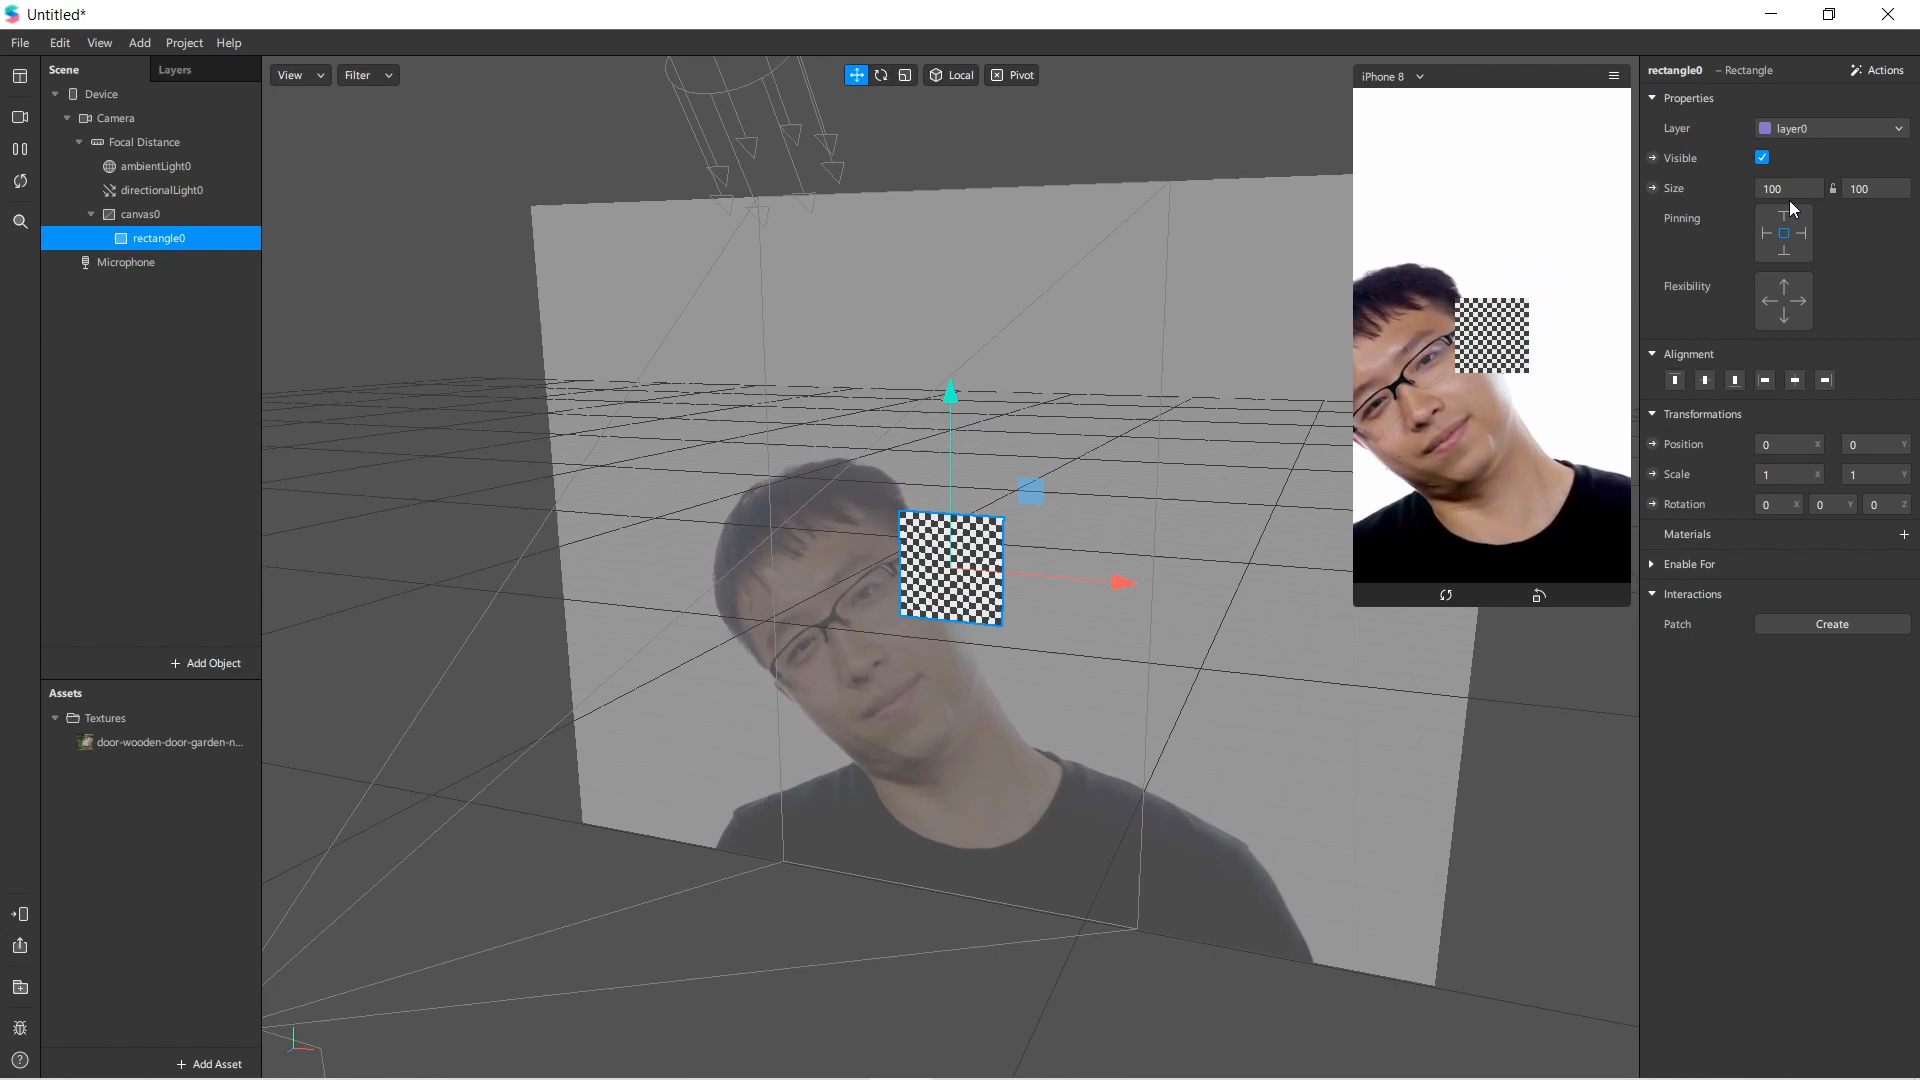 Untitled*
File Edit View Add Project Help
Scene Layers
Device
Camera
Focal Distance
ambientLight0
directionalLight0
canvas0
rectangle0
Microphone
+ Add Object
Assets
Textures
door-wooden-door-garden-n...
+ Add Asset
View Filter
Local Pivot
iPhone 8
rectangle0 – Rectangle Actions
Properties
Layer layer0
Visible
Size 100 100
Pinning
Flexibility
Alignment
Transformations
Position 0 X 0 Y
Scale 1 X 1 Y
Rotation 0 X 0 Y 0 Z
Materials +
Enable For
Interactions
Patch Create